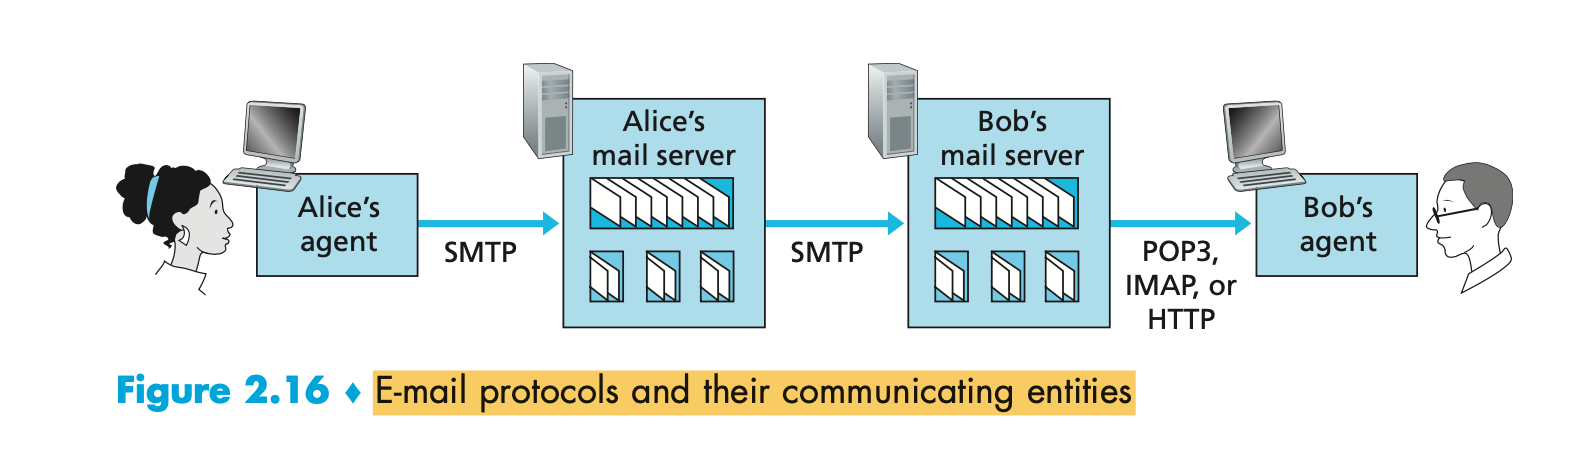 Alice's
agent
SMTP
Alice's
mail server
SMTP
Bob's
mail server
POP3,
IMAP, or
HTTP
Bob's
agent
Figure 2.16 ♦ E-mail protocols and their communicating entities